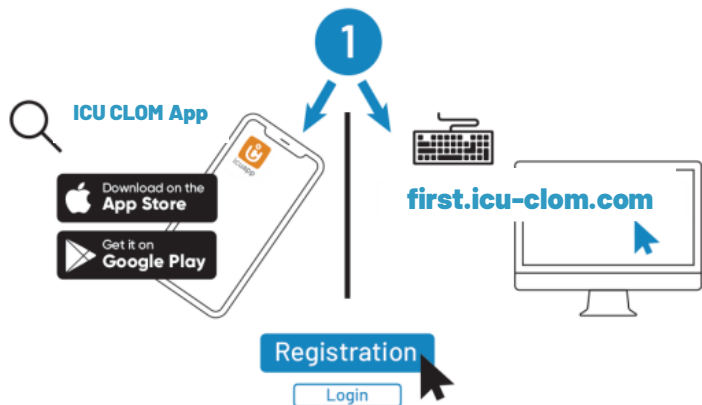 1
ICU CLOM App
icuapp
Download on the
App Store
Get it on
Google Play
first.icu-clom.com
Registration
Login